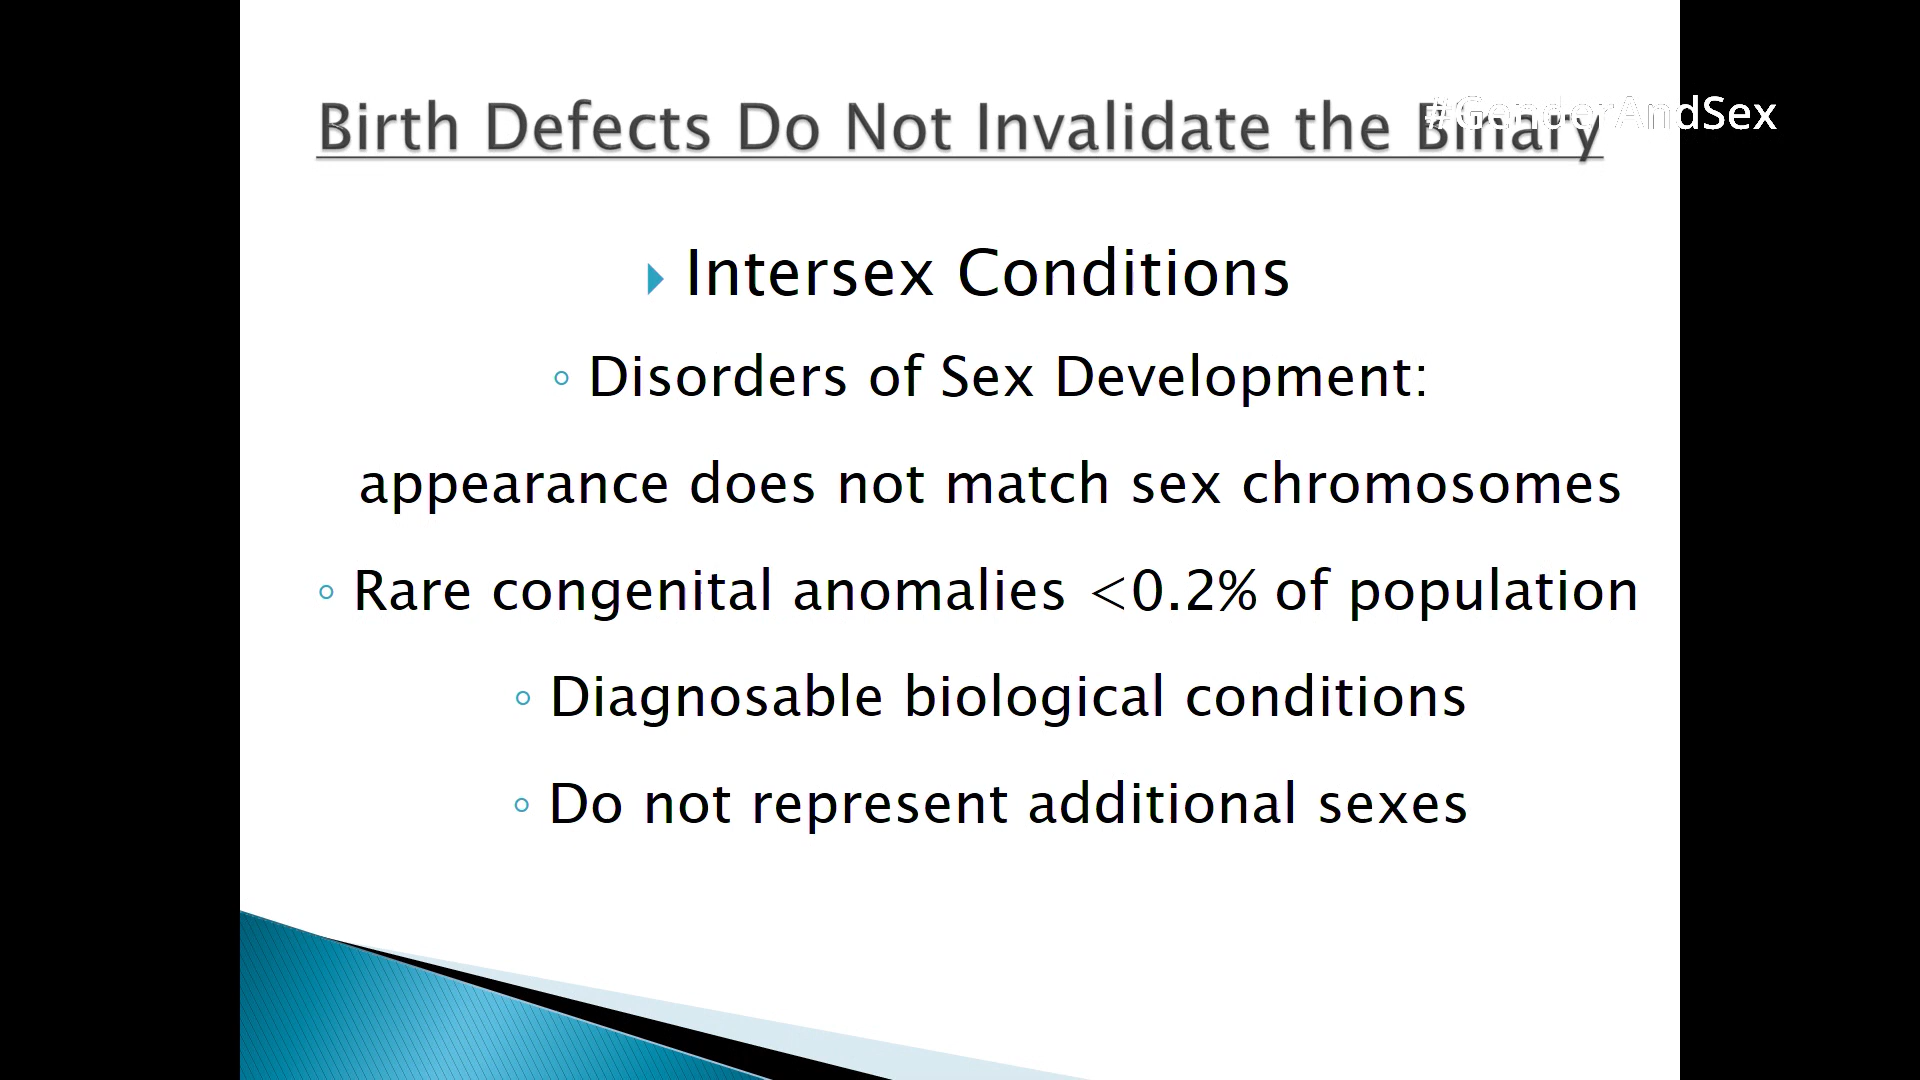 Birth Defects Do Not Invalidate the Binary
#GenderAndSex
Intersex Conditions
Disorders of Sex Development:
appearance does not match sex chromosomes
Rare congenital anomalies <0.2% of population
Diagnosable biological conditions
Do not represent additional sexes